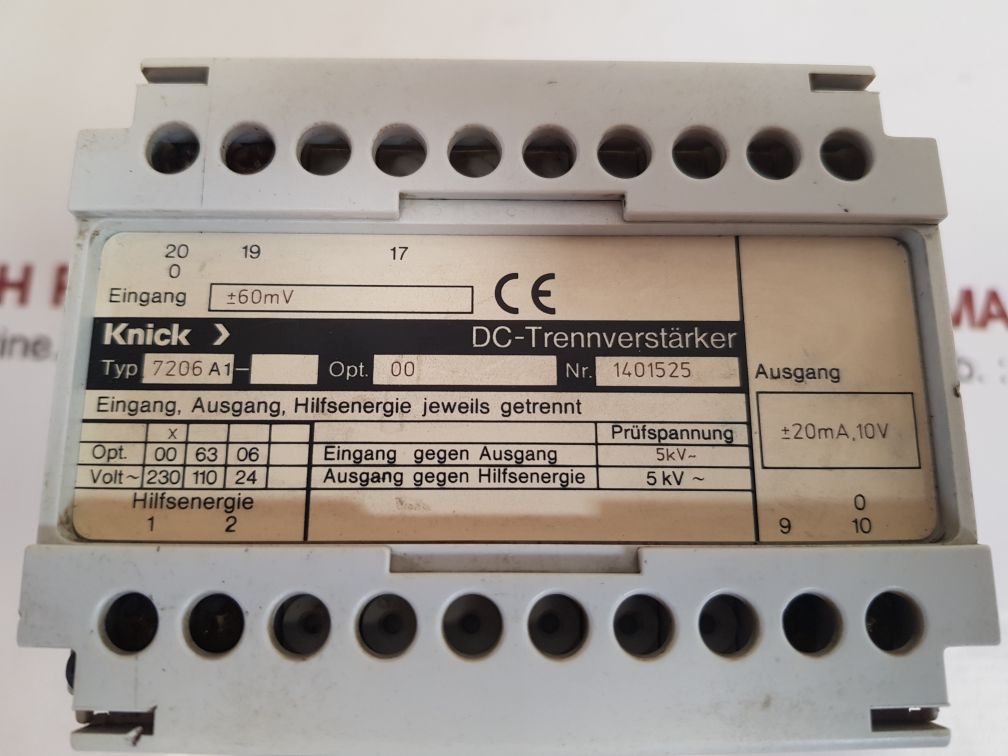 20 19 17
0
Eingang ±60mV
CE
Knick > DC-Trennverstärker
Typ 7206 A1- Opt. 00 Nr. 1401525
Ausgang
Eingang, Ausgang, Hilfsenergie jeweils getrennt
±20mA,10V
x Prüfspannung
Opt. 00 63 06 Eingang gegen Ausgang 5kV~
Volt~ 230 110 24 Ausgang gegen Hilfsenergie 5 kV ~
Hilfsenergie
0
1 2 9 10